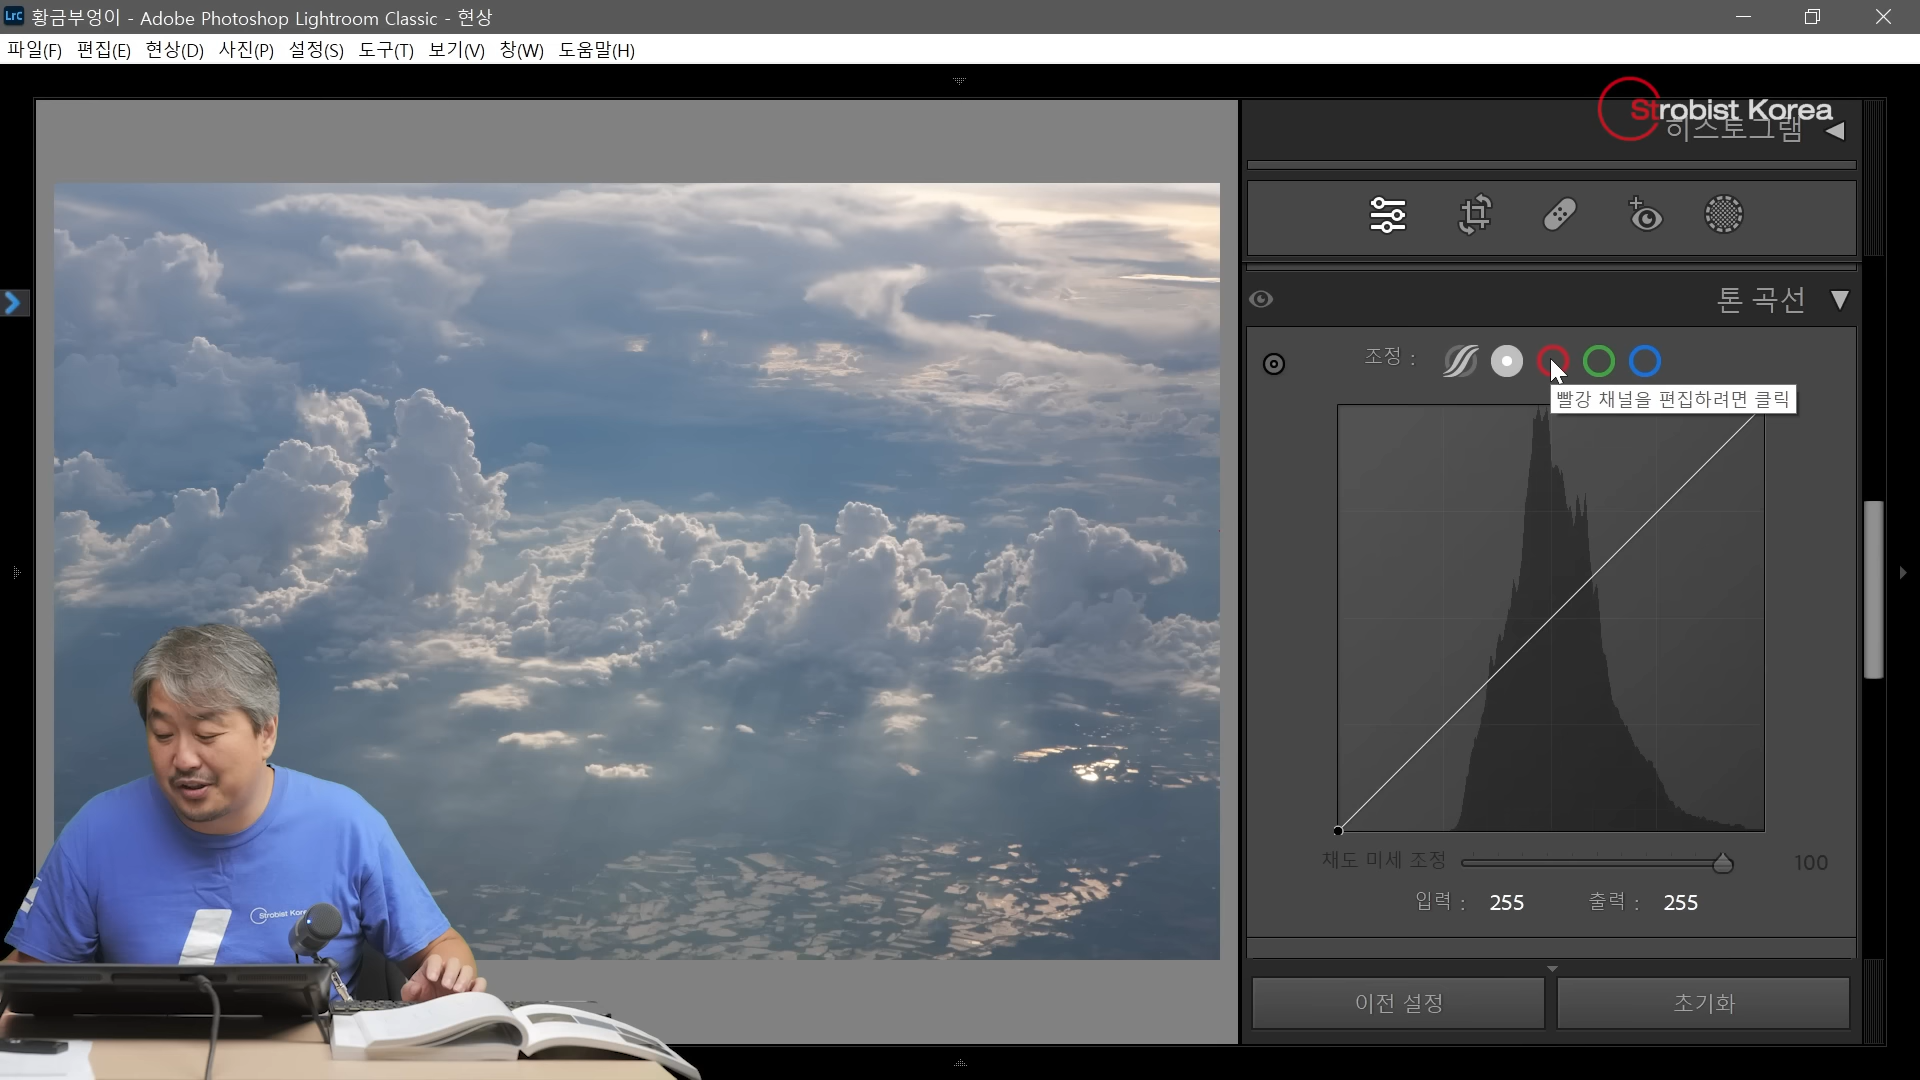 LrC 황금부엉이 - Adobe Photoshop Lightroom Classic - 현상
파일(F) 편집(E) 현상(D) 사진(P) 설정(S) 도구(T) 보기(V) 창(W) 도움말(H)
Strobist Korea
히스토그램
톤 곡선
조정 :
빨강 채널을 편집하려면 클릭
채도 미세 조정 100
입력 : 255 출력 : 255
이전 설정 초기화
Strobist Kor